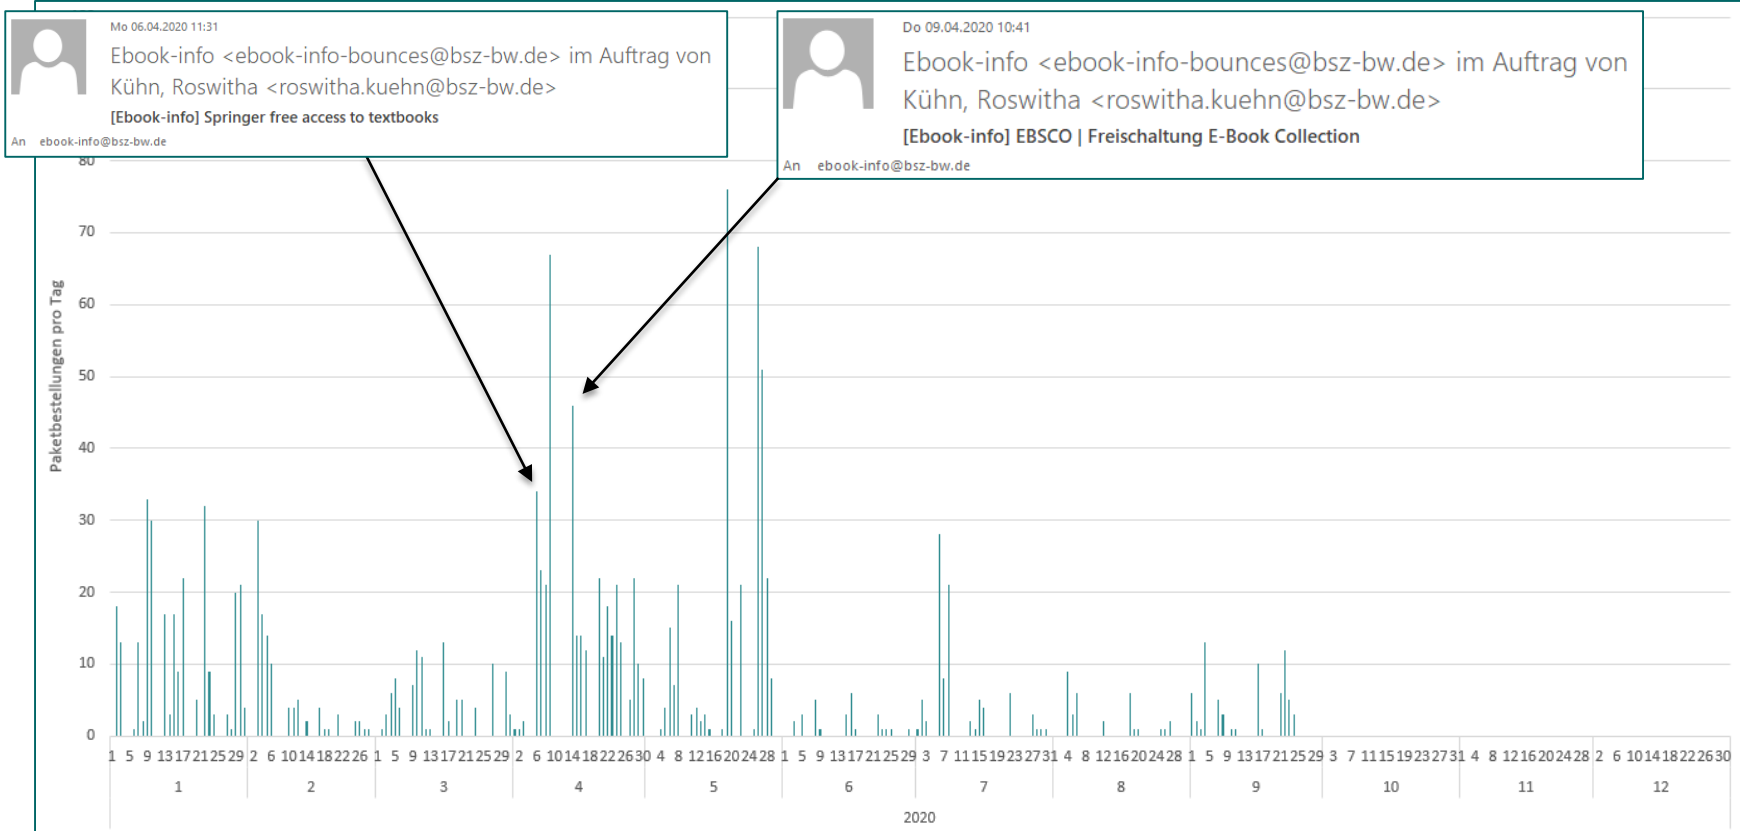 Mo 06.04.2020 11:31
Ebook-info <ebook-info-bounces@bsz-bw.de> im Auftrag von
Kühn, Roswitha <roswitha.kuehn@bsz-bw.de>
[Ebook-info] Springer free access to textbooks
An ebook-info@bsz-bw.de
Do 09.04.2020 10:41
Ebook-info <ebook-info-bounces@bsz-bw.de> im Auftrag von
Kühn, Roswitha <roswitha.kuehn@bsz-bw.de>
[Ebook-info] EBSCO | Freischaltung E-Book Collection
An ebook-info@bsz-bw.de
Paketbestellungen pro Tag
80
70
60
50
40
30
20
10
0
1 5 9 13 17 21 25 29 2 6 10 14 18 22 26 1 5 9 13 17 21 25 29 2 6 10 14 18 22 26 30 4 8 12 16 20 24 28 1 5 9 13 17 21 25 29 3 7 11 15 19 23 27 31 4 8 12 16 20 24 28 1 5 9 13 17 21 25 29 3 7 11 15 19 23 27 31 4 8 12 16 20 24 28 2 6 10 14 18 22 26 30
1 2 3 4 5 6 7 8 9 10 11 12
2020